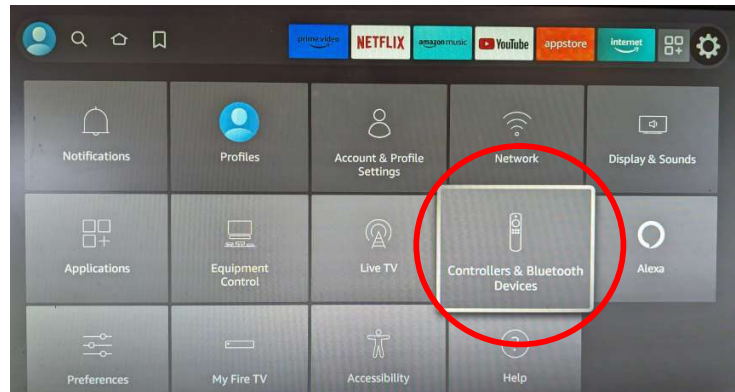 prime video
NETFLIX
amazon music
YouTube
appstore
internet
Notifications
Profiles
Account & Profile
Settings
Network
Display & Sounds
Applications
Equipment
Control
Live TV
Controllers & Bluetooth
Devices
Alexa
Preferences
My Fire TV
Accessibility
Help